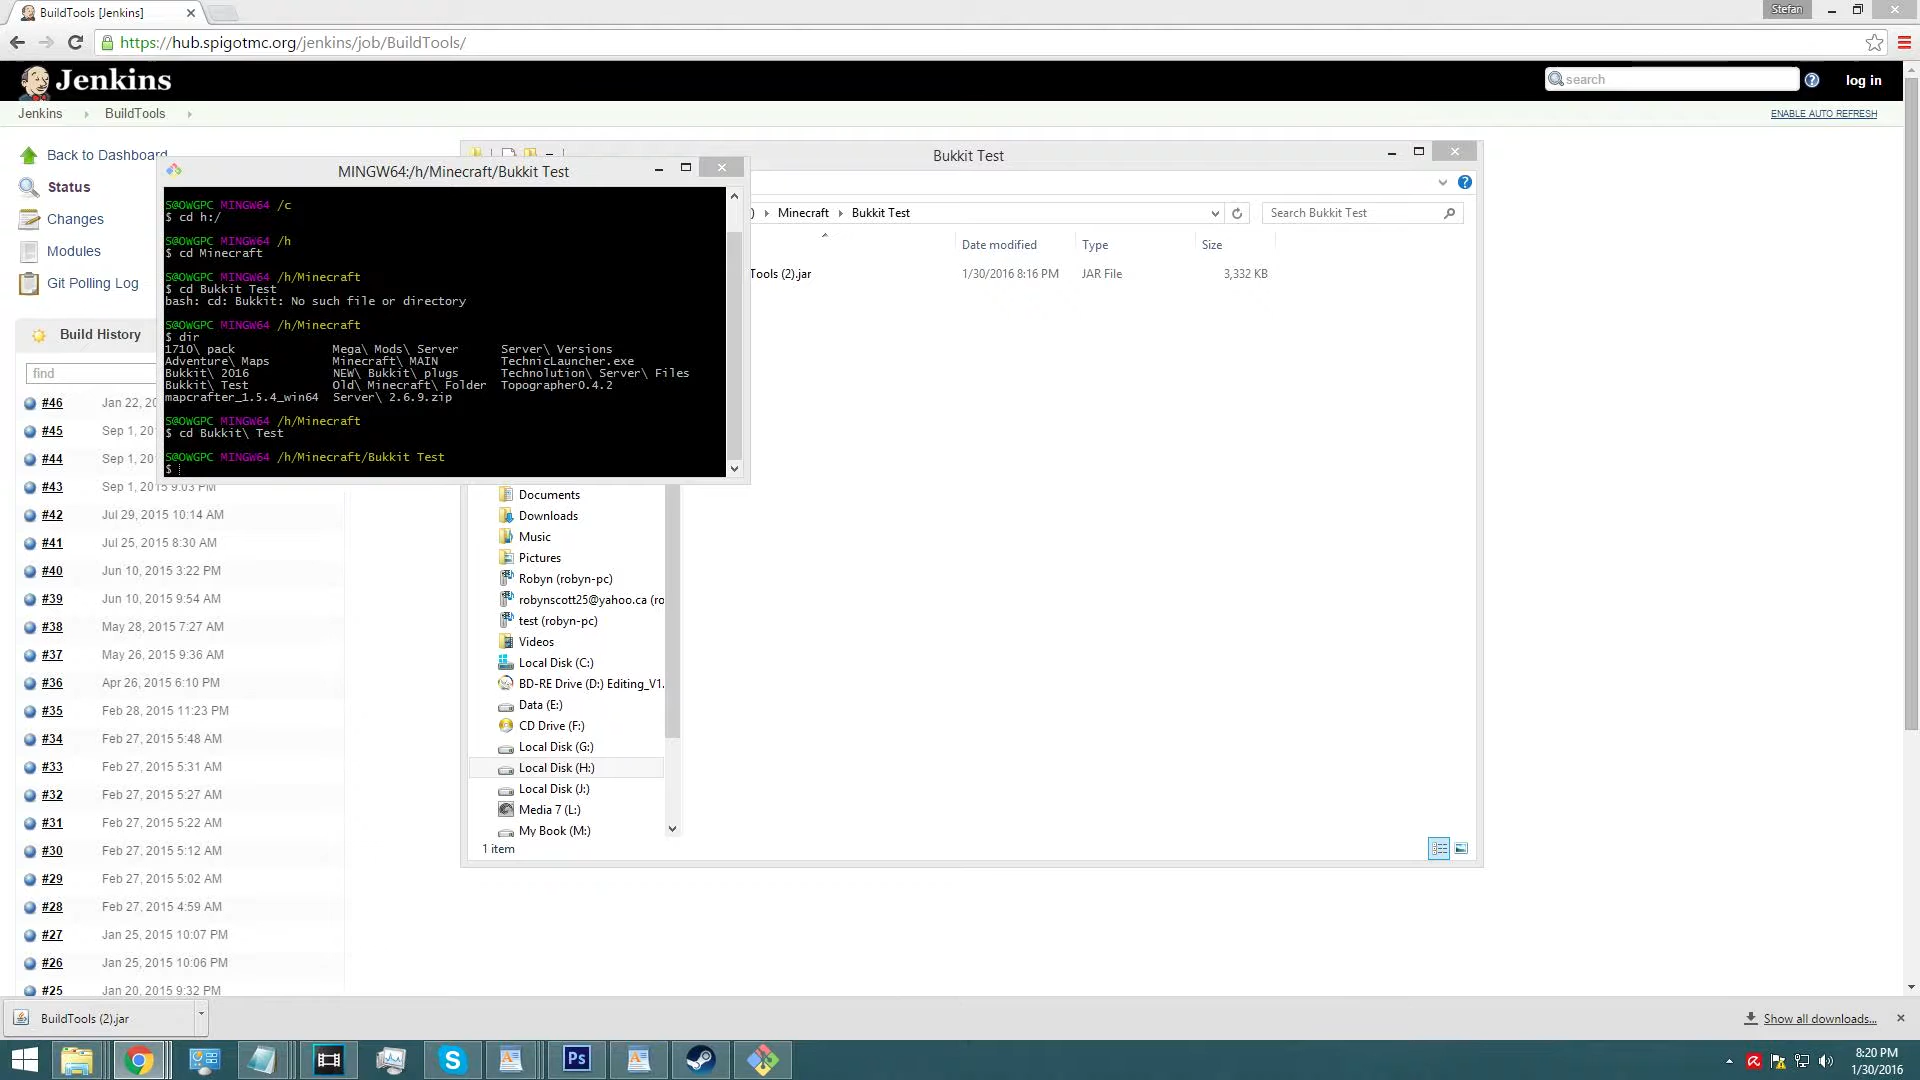 BuildTools [Jenkins]
Stefan
https://hub.spigotmc.org/jenkins/job/BuildTools/
Jenkins
search
log in
Jenkins
BuildTools
ENABLE AUTO REFRESH
Back to Dashboard
Status
Changes
Modules
Git Polling Log
Build History
find
#46 Jan 22, 20
#45 Sep 1, 20
#44 Sep 1, 20
#43 Sep 1, 2015 9:03 PM
#42 Jul 29, 2015 10:14 AM
#41 Jul 25, 2015 8:30 AM
#40 Jun 10, 2015 3:22 PM
#39 Jun 10, 2015 9:54 AM
#38 May 28, 2015 7:27 AM
#37 May 26, 2015 9:36 AM
#36 Apr 26, 2015 6:10 PM
#35 Feb 28, 2015 11:23 PM
#34 Feb 27, 2015 5:48 AM
#33 Feb 27, 2015 5:31 AM
#32 Feb 27, 2015 5:27 AM
#31 Feb 27, 2015 5:22 AM
#30 Feb 27, 2015 5:12 AM
#29 Feb 27, 2015 5:02 AM
#28 Feb 27, 2015 4:59 AM
#27 Jan 25, 2015 10:07 PM
#26 Jan 25, 2015 10:06 PM
#25 Jan 20, 2015 9:32 PM
MINGW64:/h/Minecraft/Bukkit Test
S@OWGPC MINGW64 /c
$ cd h:/
S@OWGPC MINGW64 /h
$ cd Minecraft
S@OWGPC MINGW64 /h/Minecraft
$ cd Bukkit Test
bash: cd: Bukkit: No such file or directory
S@OWGPC MINGW64 /h/Minecraft
$ dir
1710\ pack Mega\ Mods\ Server Server\ Versions
Adventure\ Maps Minecraft\ MAIN TechnicLauncher.exe
Bukkit\ 2016 NEW\ Bukkit\ plugs Technolution\ Server\ Files
Bukkit\ Test Old\ Minecraft\ Folder Topographer0.4.2
mapcrafter_1.5.4_win64 Server\ 2.6.9.zip
S@OWGPC MINGW64 /h/Minecraft
$ cd Bukkit\ Test
S@OWGPC MINGW64 /h/Minecraft/Bukkit Test
$
Bukkit Test
) Minecraft Bukkit Test
Search Bukkit Test
Date modified Type Size
Tools (2).jar 1/30/2016 8:16 PM JAR File 3,332 KB
Documents
Downloads
Music
Pictures
Robyn (robyn-pc)
robynscott25@yahoo.ca (ro
test (robyn-pc)
Videos
Local Disk (C:)
BD-RE Drive (D:) Editing_V1.
Data (E:)
CD Drive (F:)
Local Disk (G:)
Local Disk (H:)
Local Disk (J:)
Media 7 (L:)
My Book (M:)
1 item
BuildTools (2).jar
Show all downloads...
Ps
8:20 PM
1/30/2016